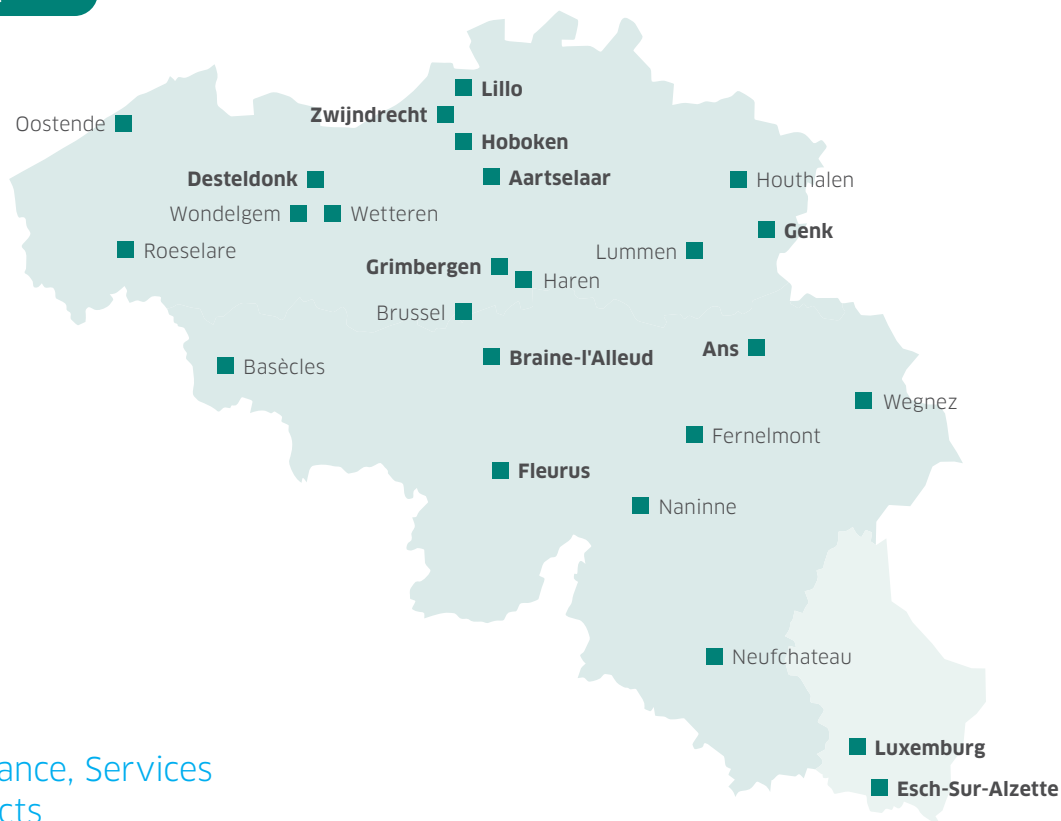 Lillo
Zwijndrecht
Oostende
Hoboken
Desteldonk
Aartselaar
Houthalen
Wondelgem
Wetteren
Genk
Roeselare
Lummen
Grimbergen
Haren
Brussel
Ans
Braine-l'Alleud
Basècles
Wegnez
Fernelmont
Fleurus
Naninne
Neufchateau
Luxemburg
ance, Services
Esch-Sur-Alzette
cts